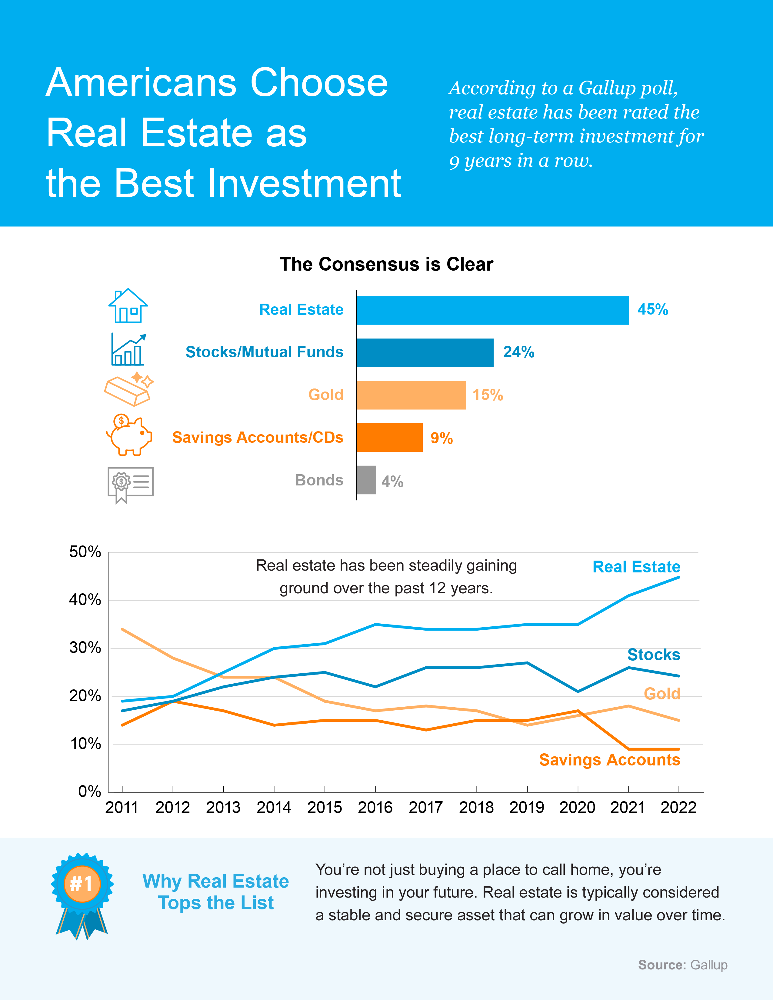 Americans Choose
Real Estate as
the Best Investment
According to a Gallup poll,
real estate has been rated the
best long-term investment for
9 years in a row.
The Consensus is Clear
Real Estate 45%
Stocks/Mutual Funds 24%
Gold 15%
$
Savings Accounts/CDs 9%
$
Bonds 4%
50%
40%
30%
20%
10%
0%
Real estate has been steadily gaining
ground over the past 12 years.
Real Estate
Stocks
Gold
Savings Accounts
2011 2012 2013 2014 2015 2016 2017 2018 2019 2020 2021 2022
#1
Why Real Estate
Tops the List
You’re not just buying a place to call home, you’re
investing in your future. Real estate is typically considered
a stable and secure asset that can grow in value over time.
Source: Gallup